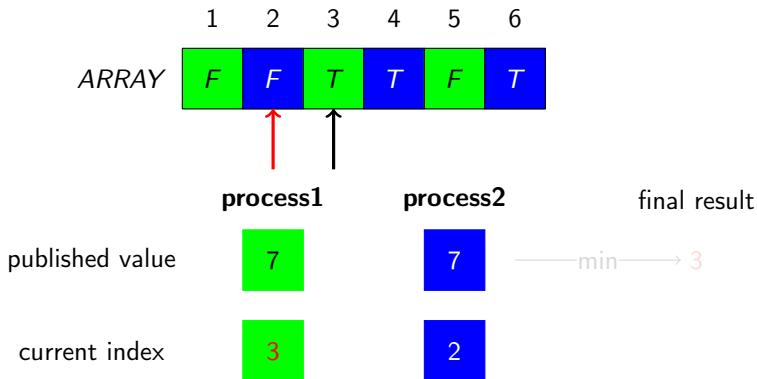 1 2 3 4 5 6
ARRAY F F T T F T
process1 process2 final result
published value 7 7 min 3
current index 3 2